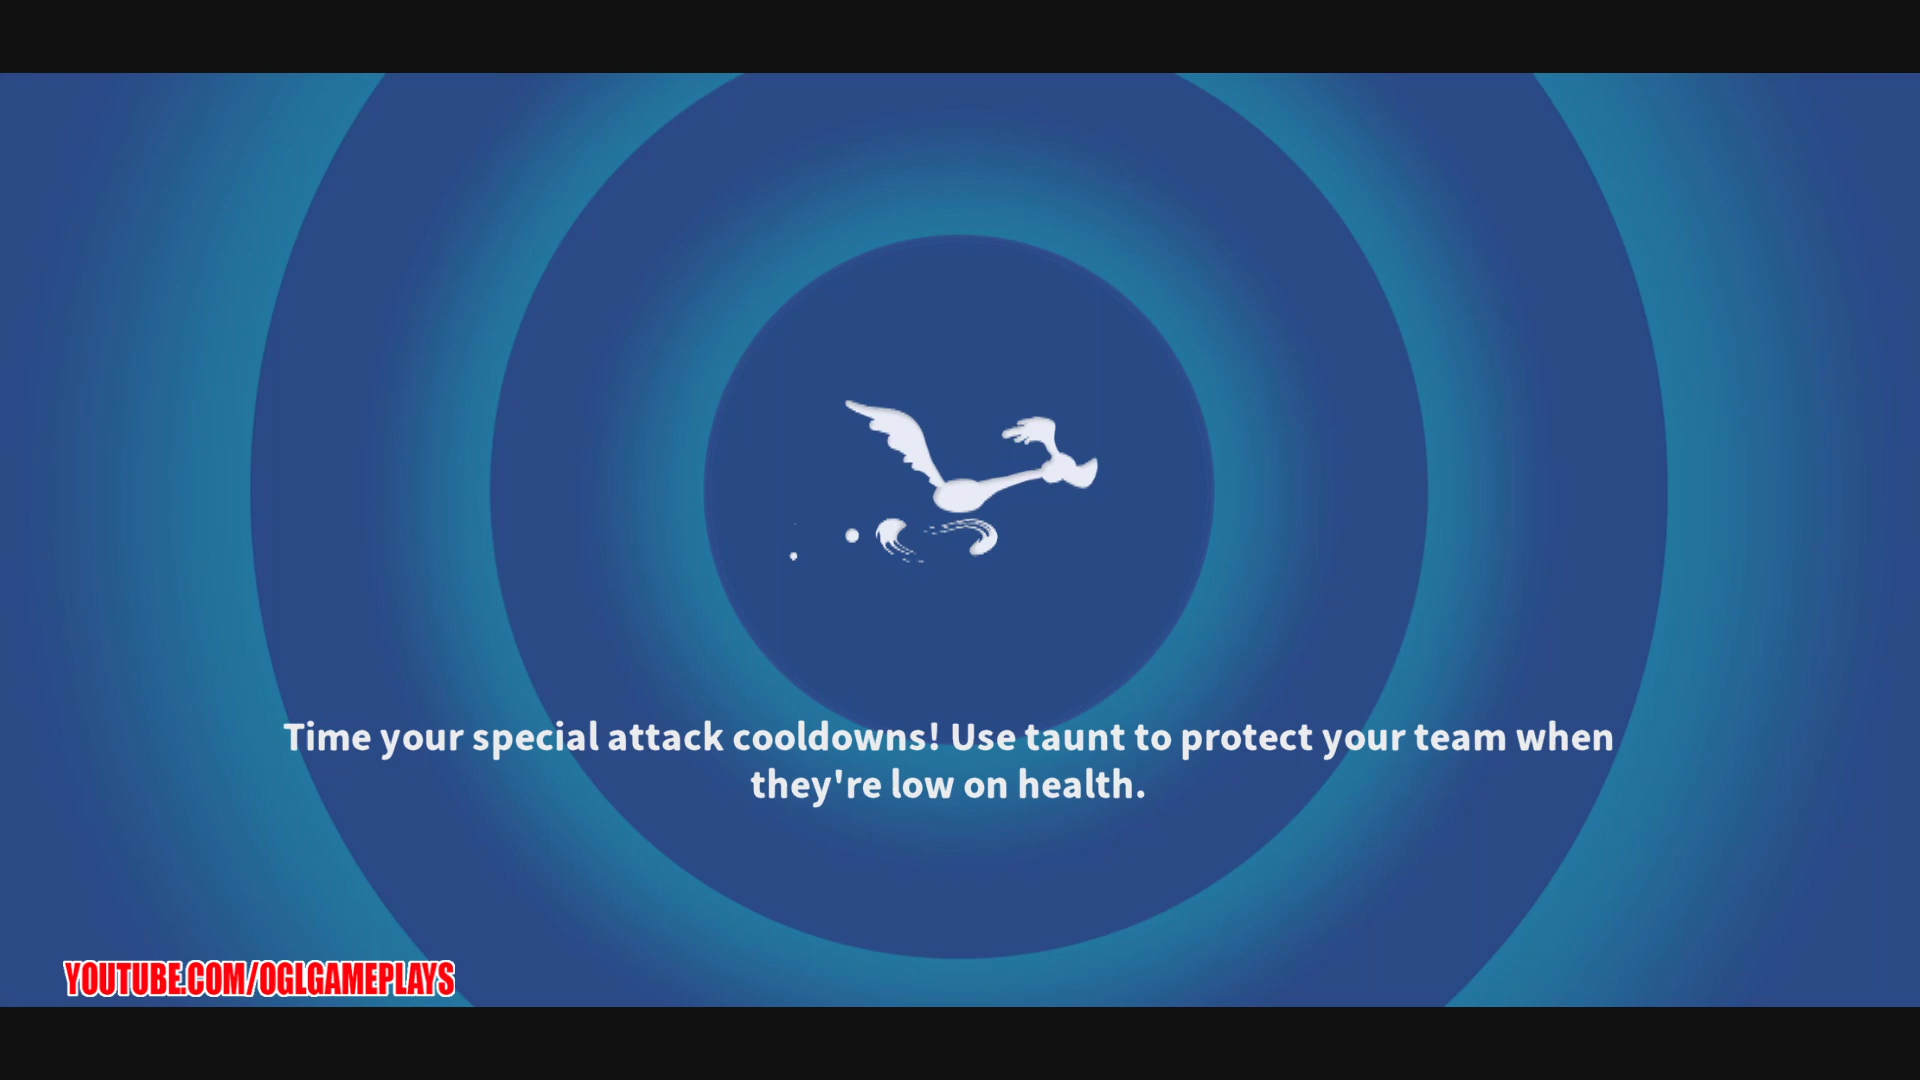 Time your special attack cooldowns! Use taunt to protect your team when
they're low on health.
YOUTUBE.COM/OGLGAMEPLAYS